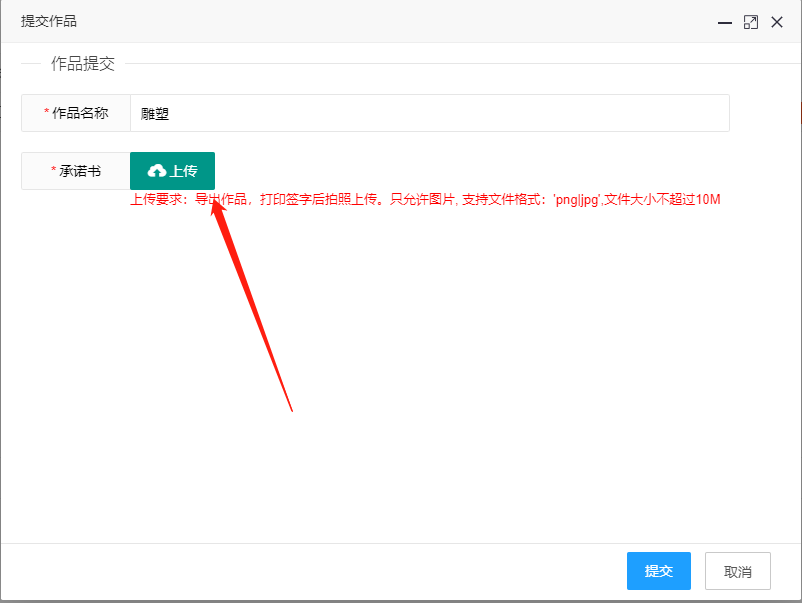 提交作品
作品提交
* 作品名称 雕塑
* 承诺书 上传
上传要求：导出作品，打印签字后拍照上传。只允许图片, 支持文件格式：'png|jpg',文件大小不超过10M
提交 取消